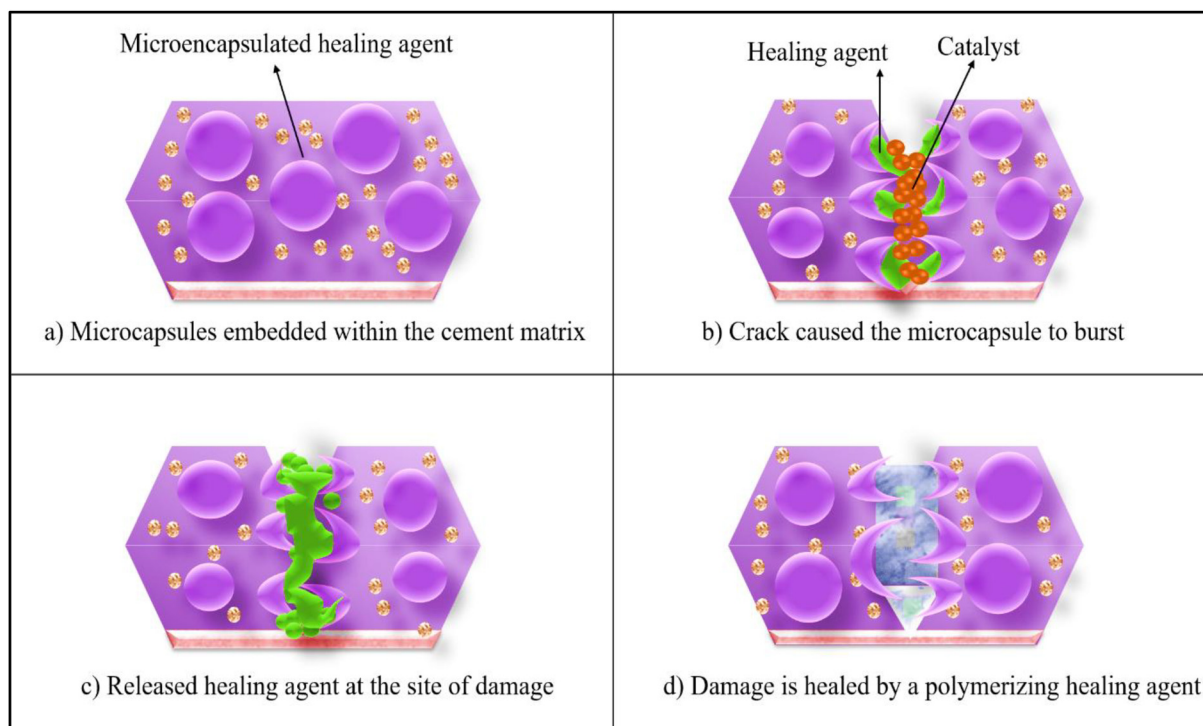 Microencapsulated healing agent
a) Microcapsules embedded within the cement matrix
Healing agent
Catalyst
b) Crack caused the microcapsule to burst
c) Released healing agent at the site of damage
d) Damage is healed by a polymerizing healing agent